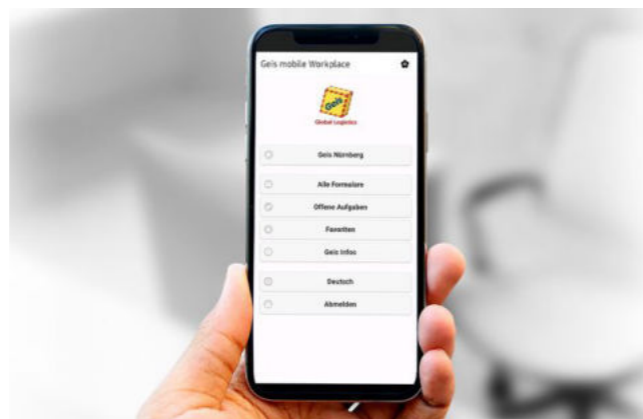 Geis mobile Workplace
Geis
Global Logistics
Geis Nürnberg
Alle Formulare
Offene Aufgaben
Favoriten
Geis Infos
Deutsch
Abmelden